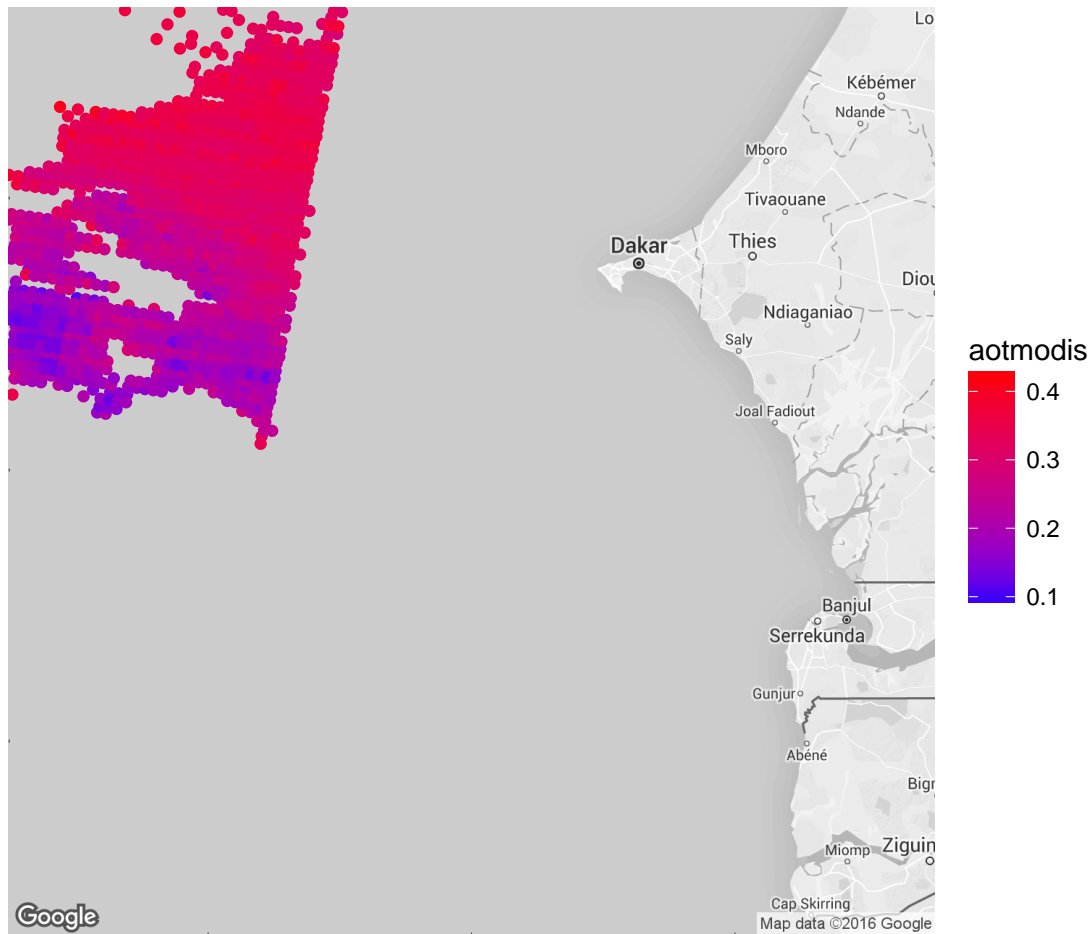 Lo
Kébémer
Ndande
Mboro
Tivaouane
Dakar
Thies
Diou
Ndiaganiao
Saly
aotmodis
0.4
Joal Fadiout
0.3
0.2
0.1
Banjul
Serrekunda
Gunjur
Abéné
Bigr
Miomp
Ziguin
Cap Skirring
Google
Map data ©2016 Google